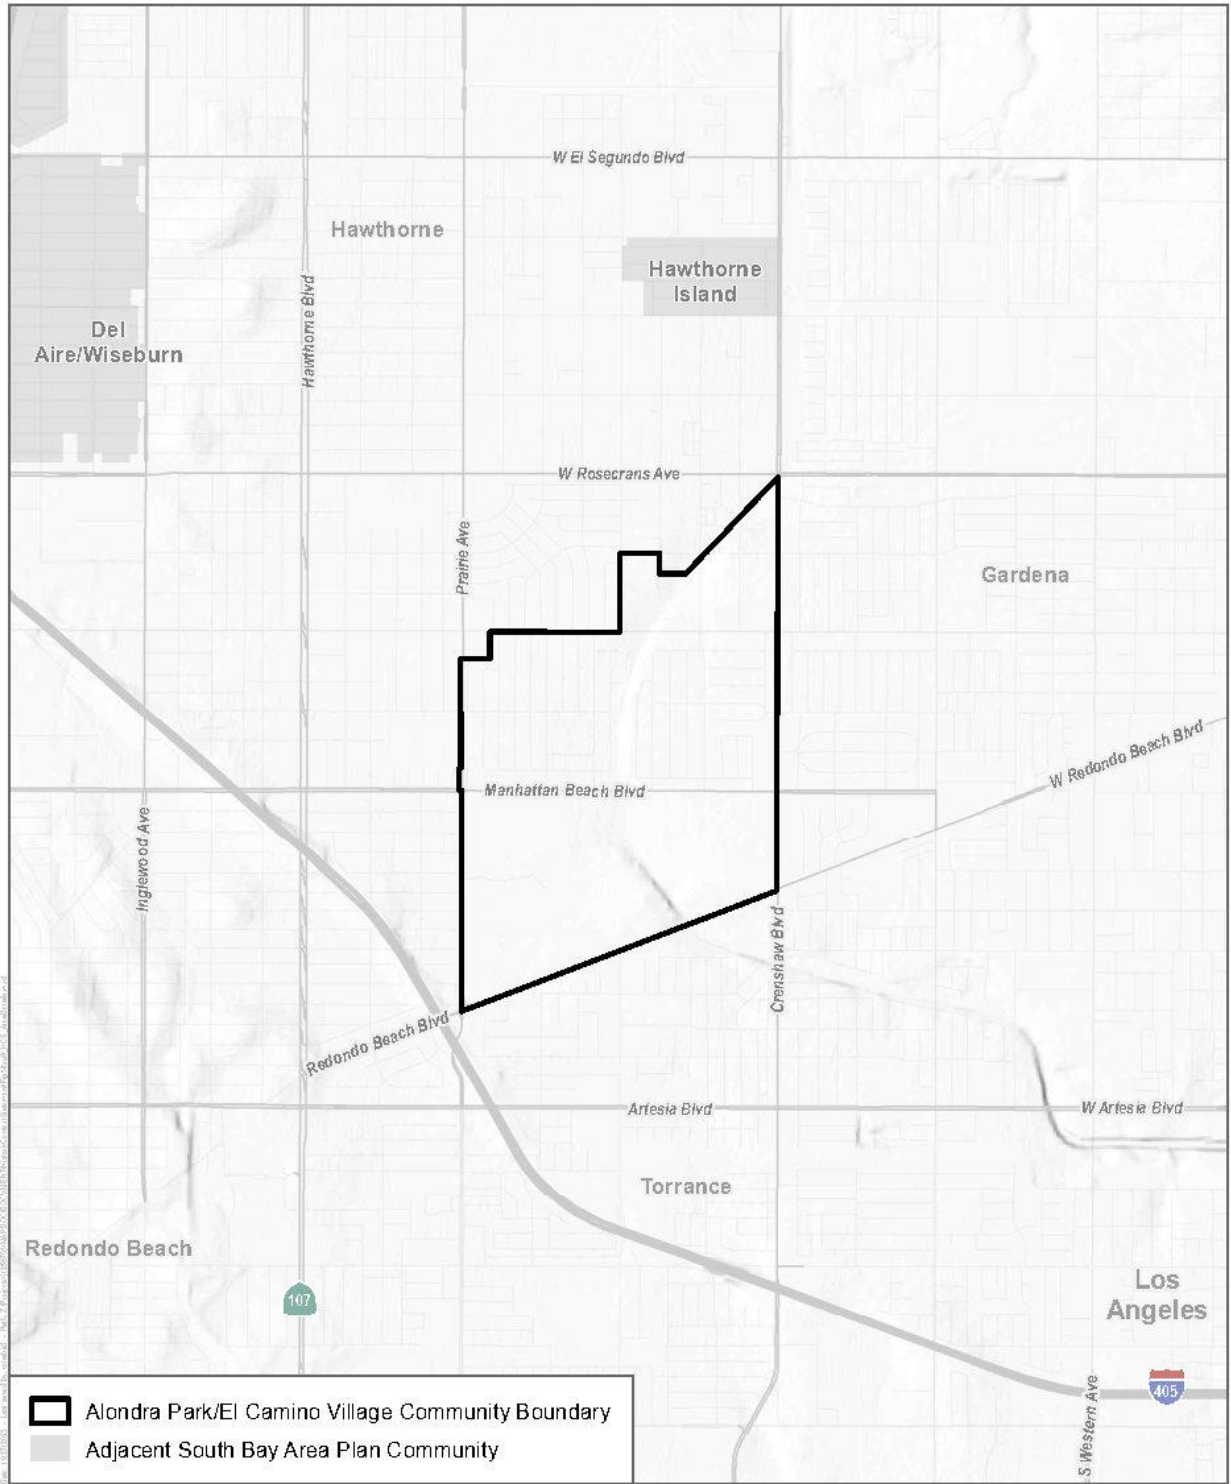 W El Segundo Blvd
Hawthorne
Hawthorne
Island
Hawthorne Blvd
Del
Aire/Wiseburn
W Rosecrans Ave
Prairie Ave
Gardena
W Redondo Beach Blvd
Manhattan Beach Blvd
Inglewood Ave
Crenshaw Blvd
Redondo Beach Blvd
Artesia Blvd
W Artesia Blvd
Torrance
Redondo Beach
Los
Angeles
107
405
S Western Ave
Alondra Park/El Camino Village Community Boundary
Adjacent South Bay Area Plan Community